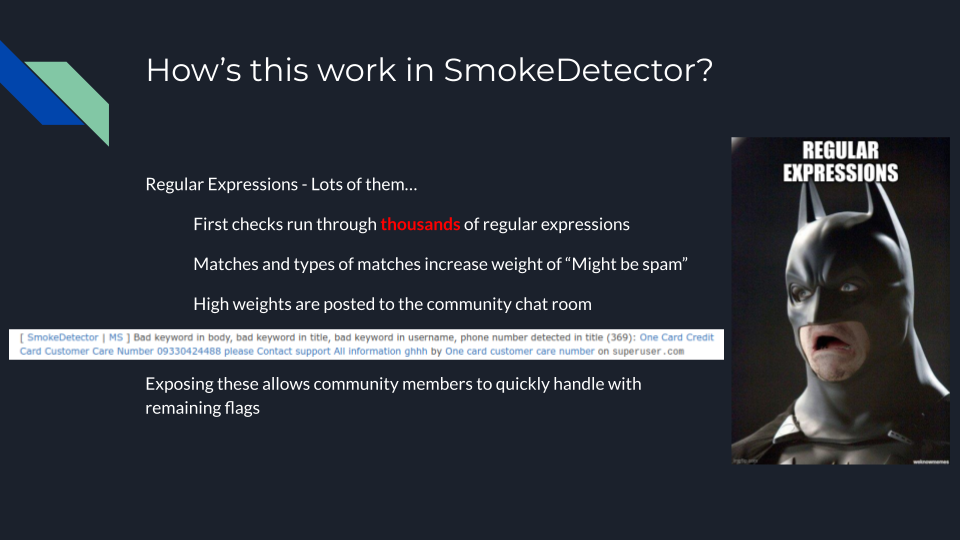 How’s this work in SmokeDetector?
REGULAR
EXPRESSIONS
Regular Expressions - Lots of them...
First checks run through thousands of regular expressions
Matches and types of matches increase weight of “Might be spam”
High weights are posted to the community chat room
[ SmokeDetector | MS ] Bad keyword in body, bad keyword in title, bad keyword in username, phone number detected in title (369): One Card Credit
Card Customer Care Number 09330424488 please Contact support All information ghhh by One card customer care number on superuser.com
Exposing these allows community members to quickly handle with
remaining flags
weknowmemes